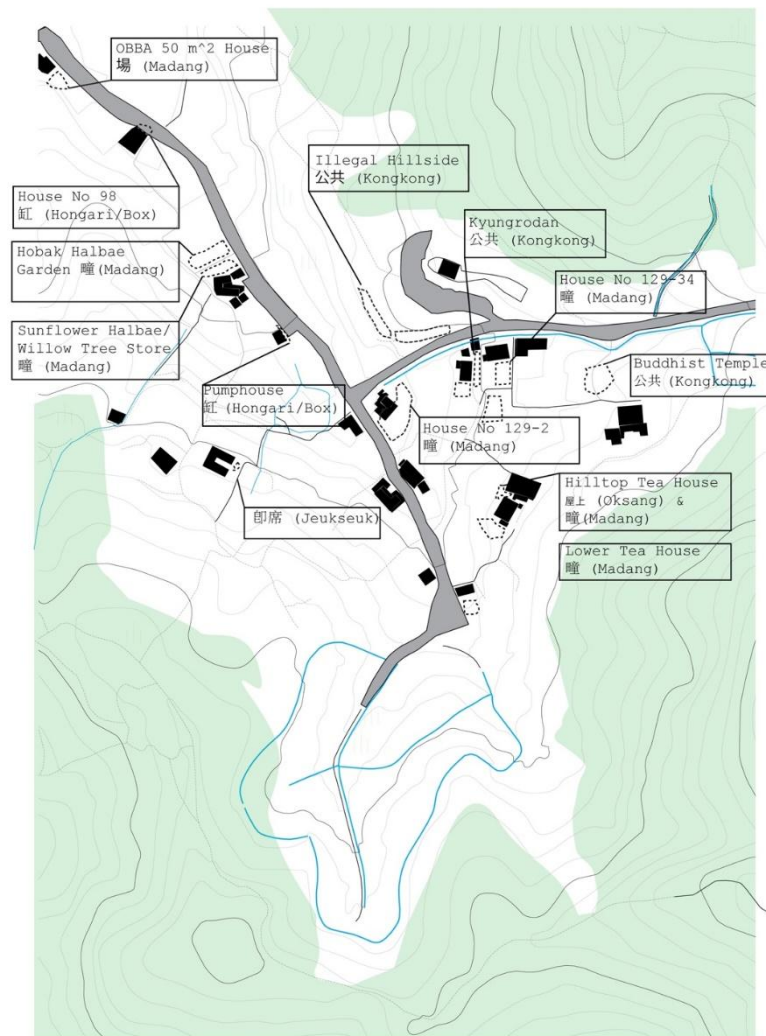 OBBA 50 m^2 House
場 (Madang)
Illegal Hillside
公共 (Kongkong)
House No 98
缸 (Hongari/Box)
Kyungrodan
公共 (Kongkong)
Hobak Halbae
Garden 疃(Madang)
House No 129-34
疃 (Madang)
Sunflower Halbae/
Willow Tree Store
疃 (Madang)
Pumphouse
缸 (Hongari/Box)
Buddhist Temple
公共 (Kongkong)
House No 129-2
疃 (Madang)
Hilltop Tea House
屋上 (Oksang) &
疃(Madang)
即席 (Jeukseuk)
Lower Tea House
疃 (Madang)